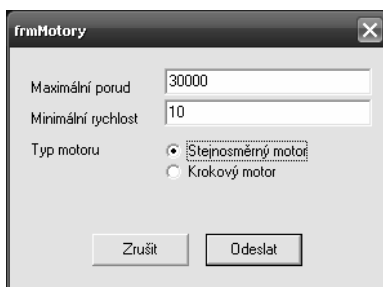 frmMotory
Maximální porud 30000
Minimální rychlost 10
Typ motoru Stejnosměrný motor
Krokový motor
Zrušit Odeslat